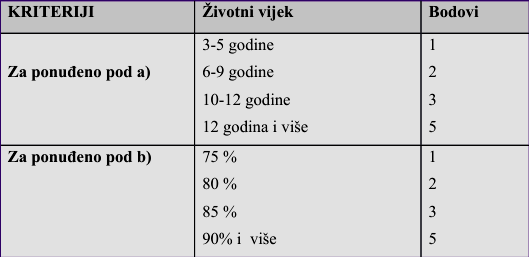 KRITERIJI Životni vijek Bodovi
3-5 godine 1
Za ponuđeno pod a) 6-9 godine 2
10-12 godine 3
12 godina i više 5
Za ponuđeno pod b) 75 % 1
80 % 2
85 % 3
90% i  više 5